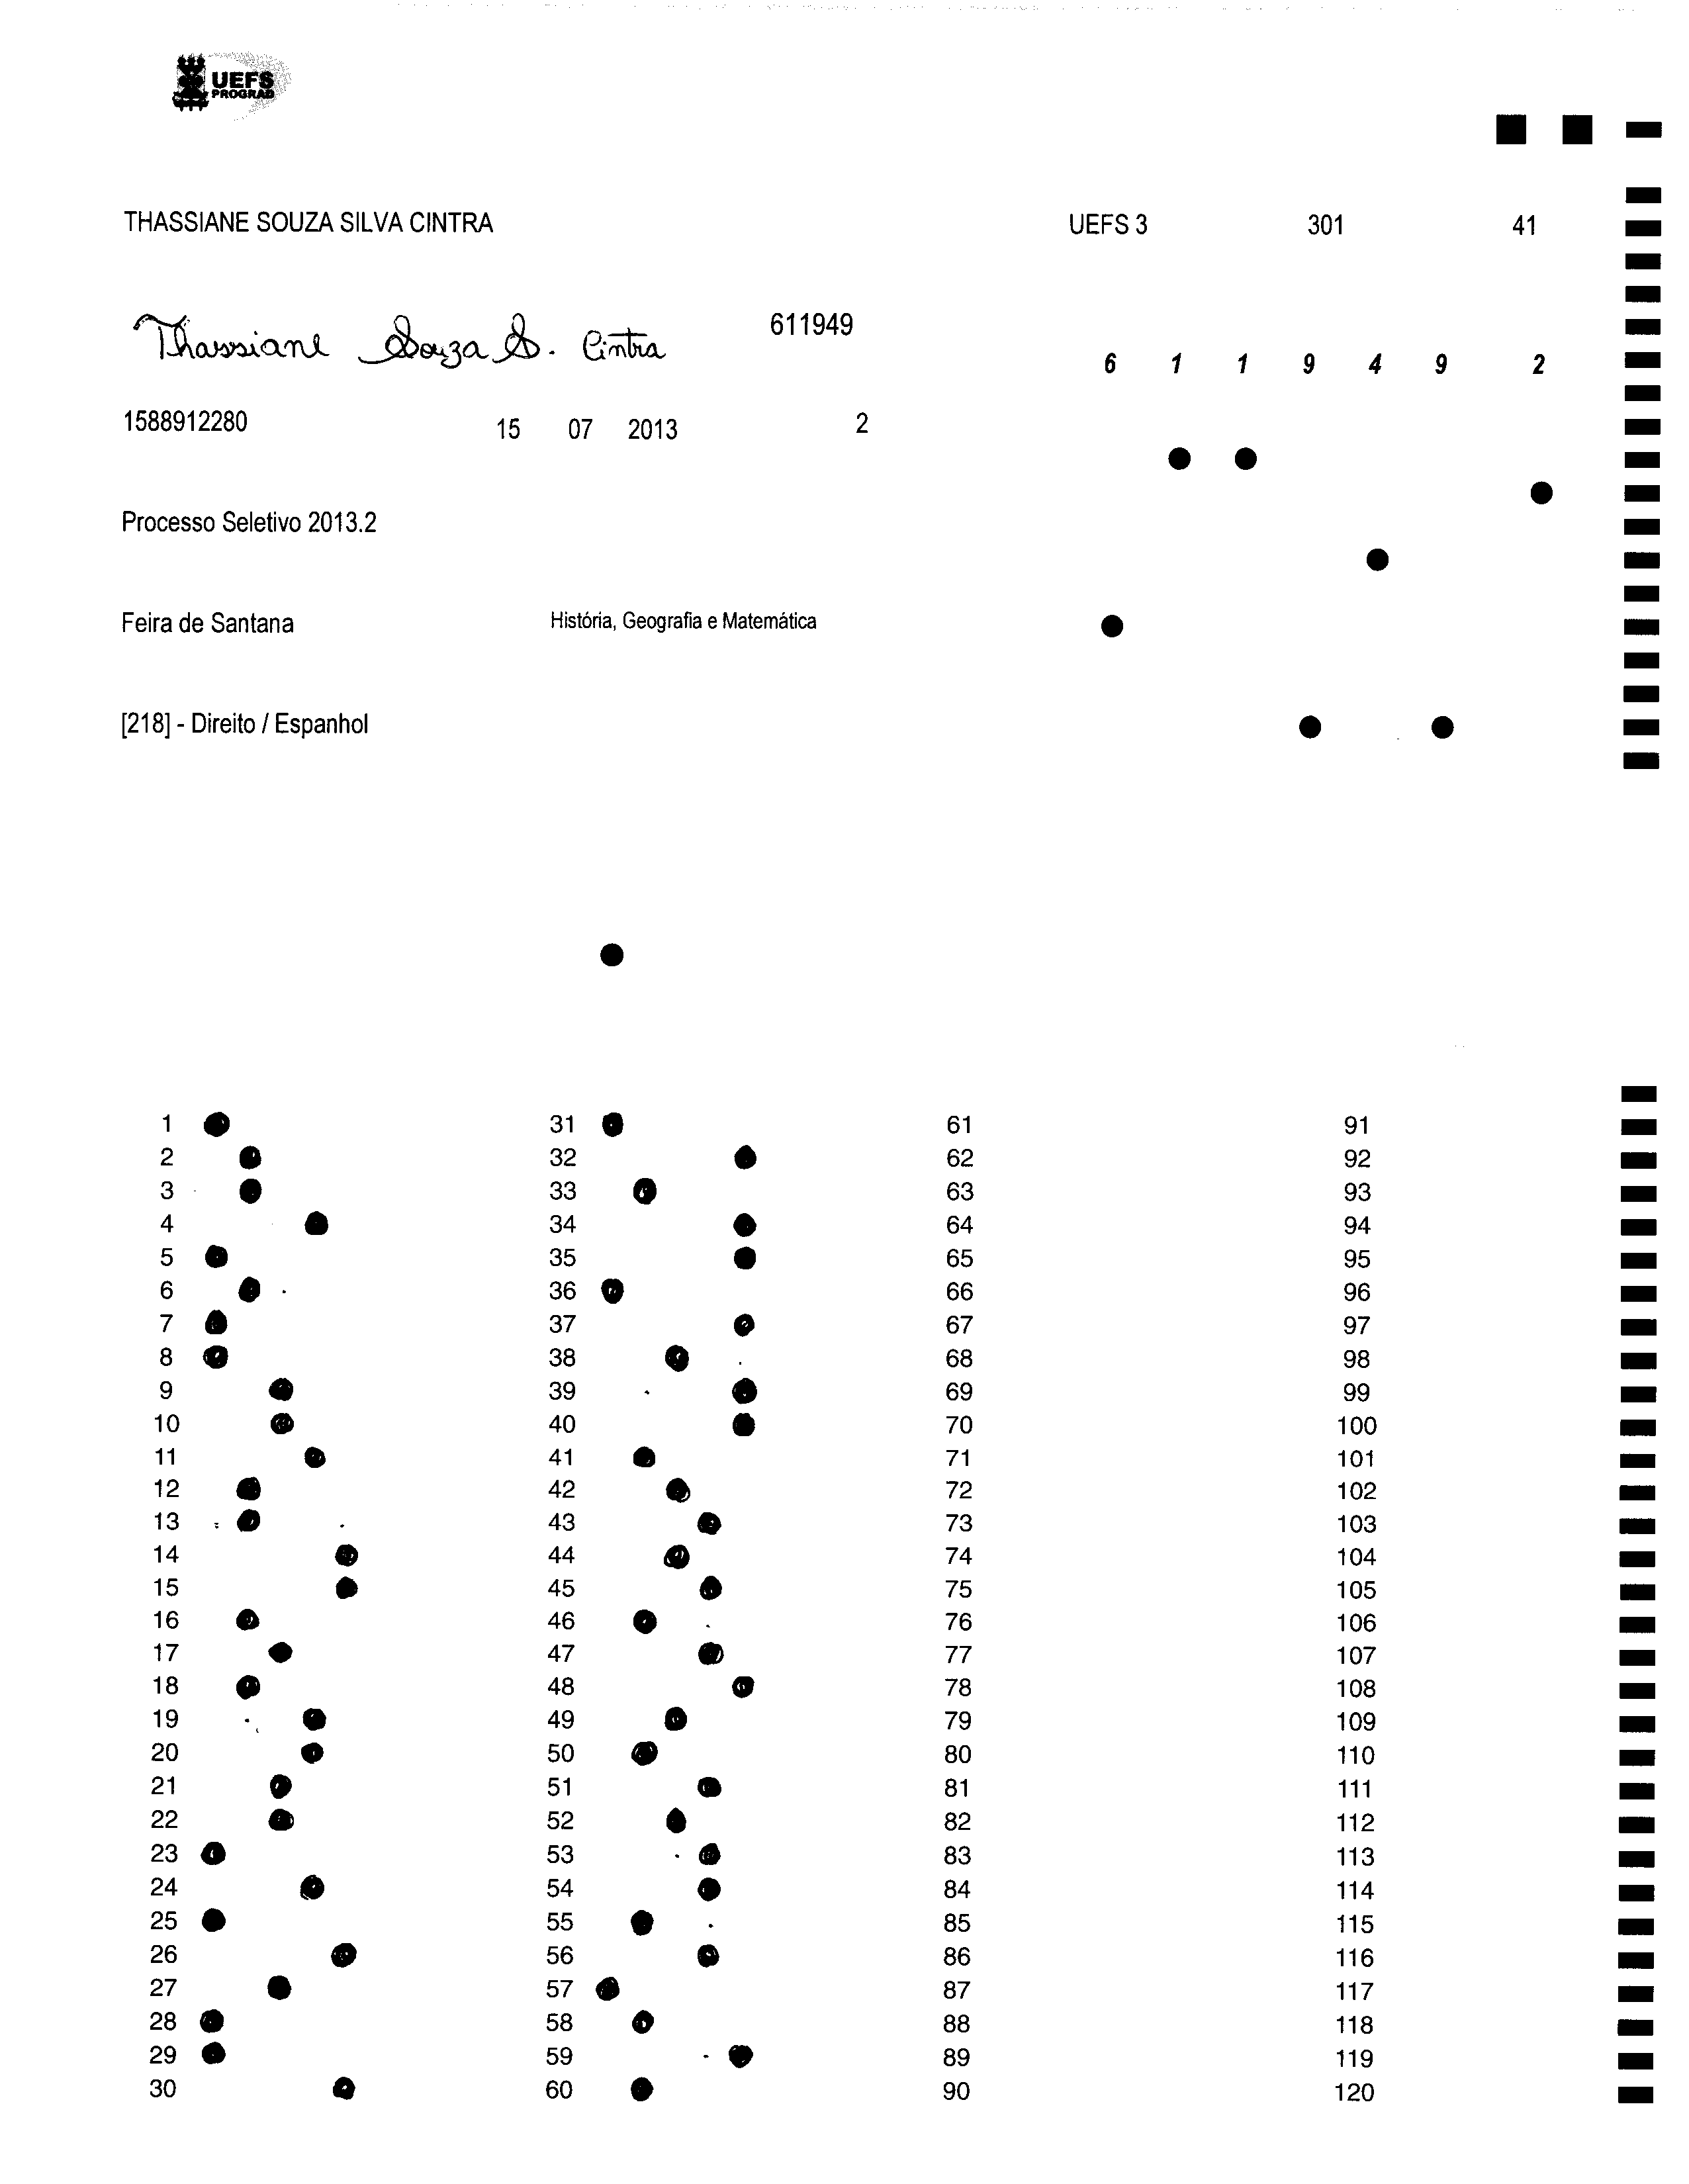 UEFS
PROGRAD
THASSIANE SOUZA SILVA CINTRA UEFS 3 301 41
Thassiane Souza S. Cintra 611949
6 1 1 9 4 9 2
1588912280 15 07 2013 2
Processo Seletivo 2013.2
Feira de Santana História, Geografia e Matemática
[218] - Direito / Espanhol
1 31 61 91
2 32 62 92
3 33 63 93
4 34 64 94
5 35 65 95
6 36 66 96
7 37 67 97
8 38 68 98
9 39 69 99
10 40 70 100
11 41 71 101
12 42 72 102
13 43 73 103
14 44 74 104
15 45 75 105
16 46 76 106
17 47 77 107
18 48 78 108
19 49 79 109
20 50 80 110
21 51 81 111
22 52 82 112
23 53 83 113
24 54 84 114
25 55 85 115
26 56 86 116
27 57 87 117
28 58 88 118
29 59 89 119
30 60 90 120